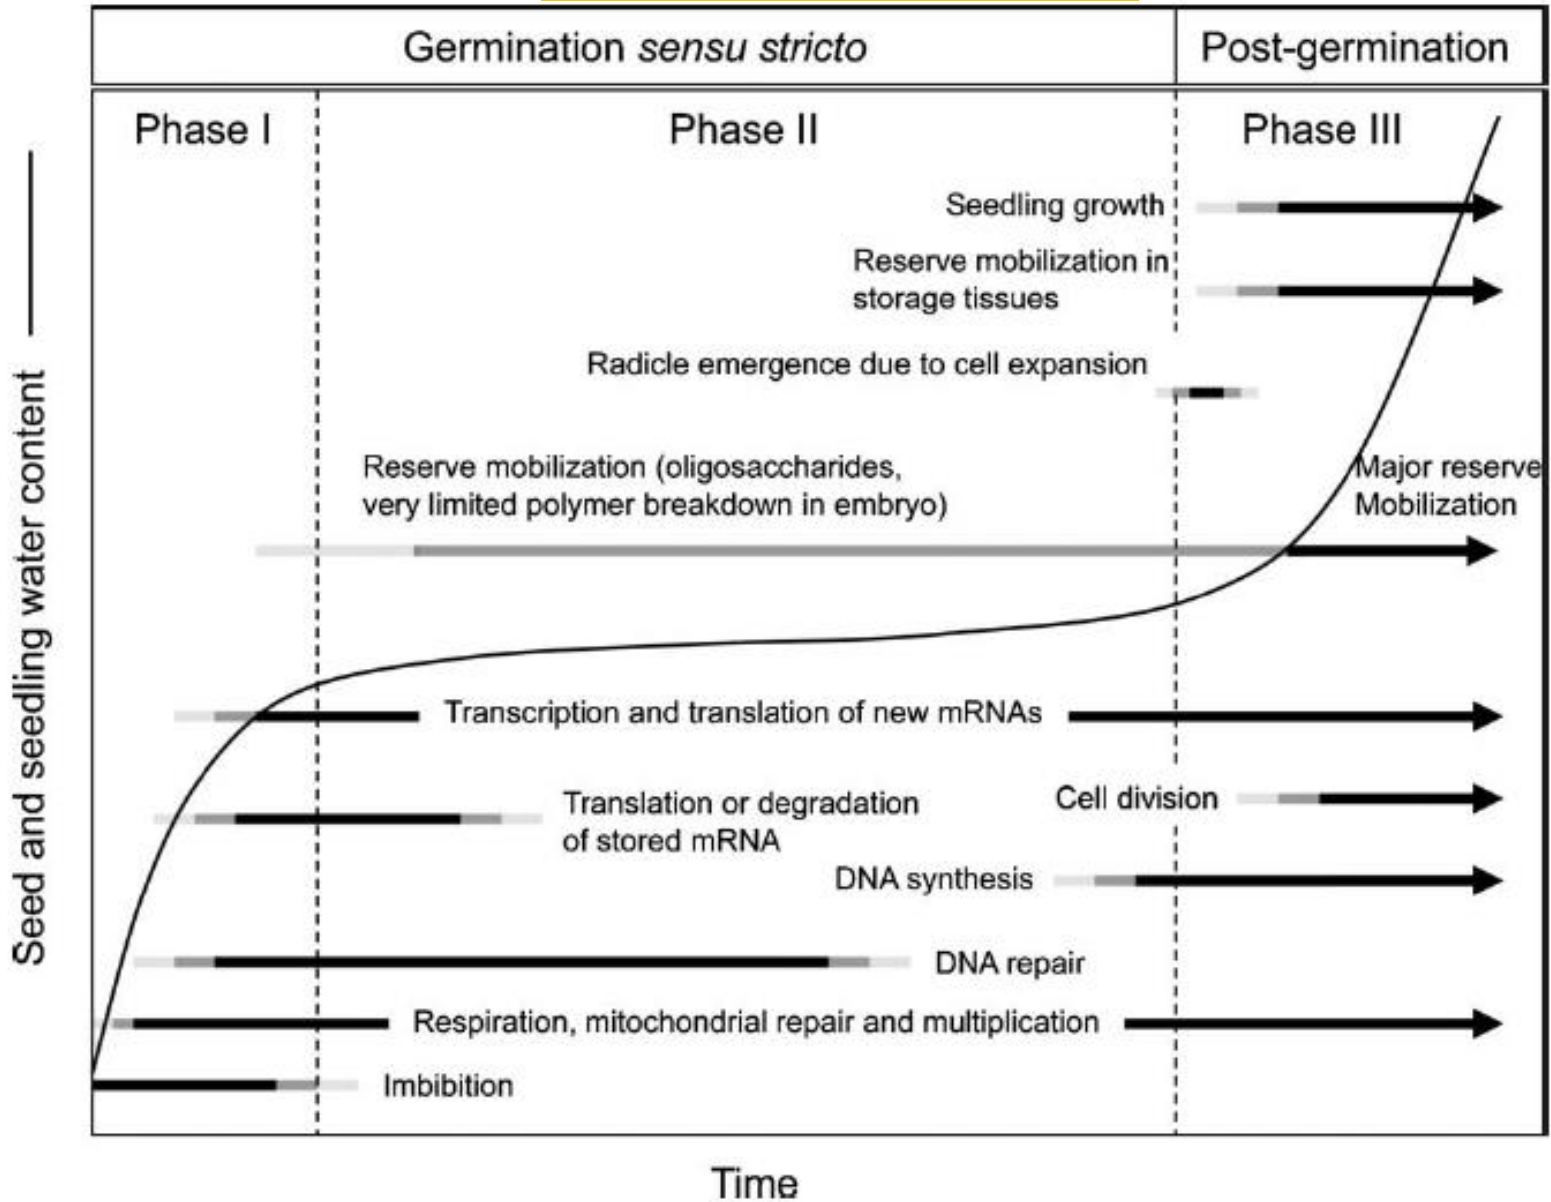 Germination sensu stricto
Post-germination
Phase I
Phase II
Phase III
Seedling growth
Reserve mobilization in
storage tissues
Radicle emergence due to cell expansion
Reserve mobilization (oligosaccharides,
very limited polymer breakdown in embryo)
Major reserve
Mobilization
Transcription and translation of new mRNAs
Translation or degradation
of stored mRNA
Cell division
DNA synthesis
DNA repair
Respiration, mitochondrial repair and multiplication
Imbibition
Seed and seedling water content
Time